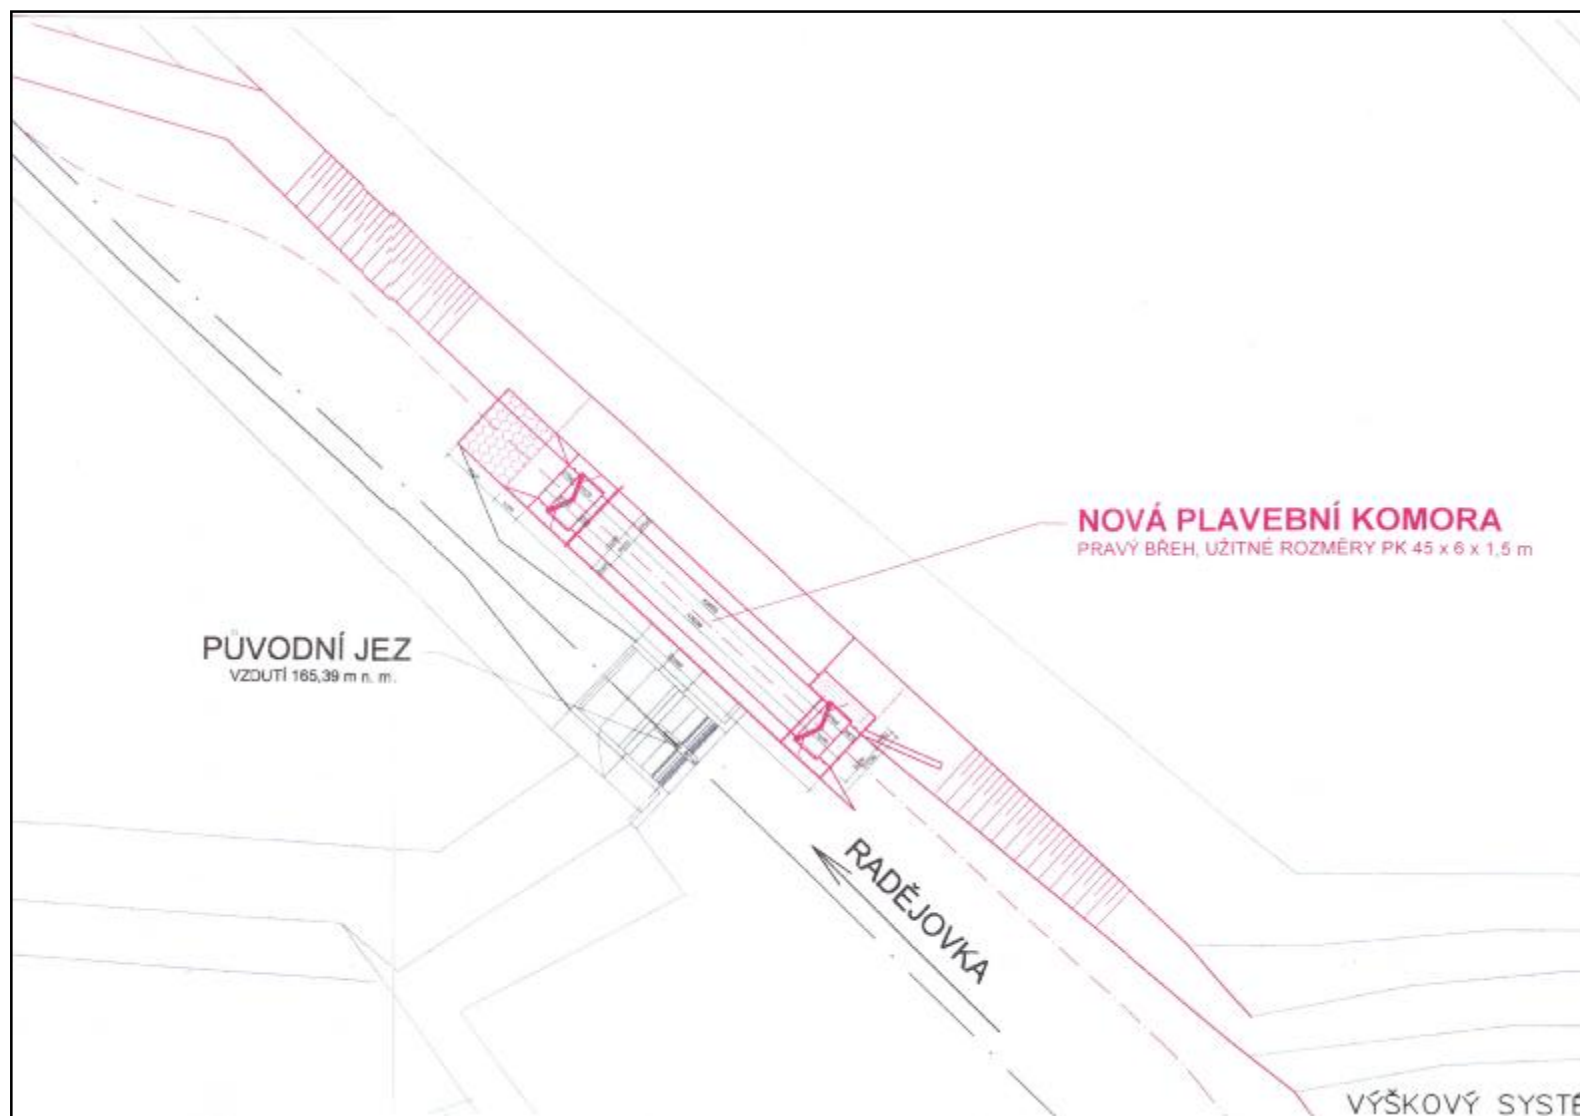 NOVÁ PLAVEBNÍ KOMORA
PRAVÝ BŘEH, UŽITNÉ ROZMĚRY PK 45 x 6 x 1,5 m
PŮVODNÍ JEZ
VZDUTÍ 165,39 m n. m.
RADĚJOVKA
VÝŠKOVÝ